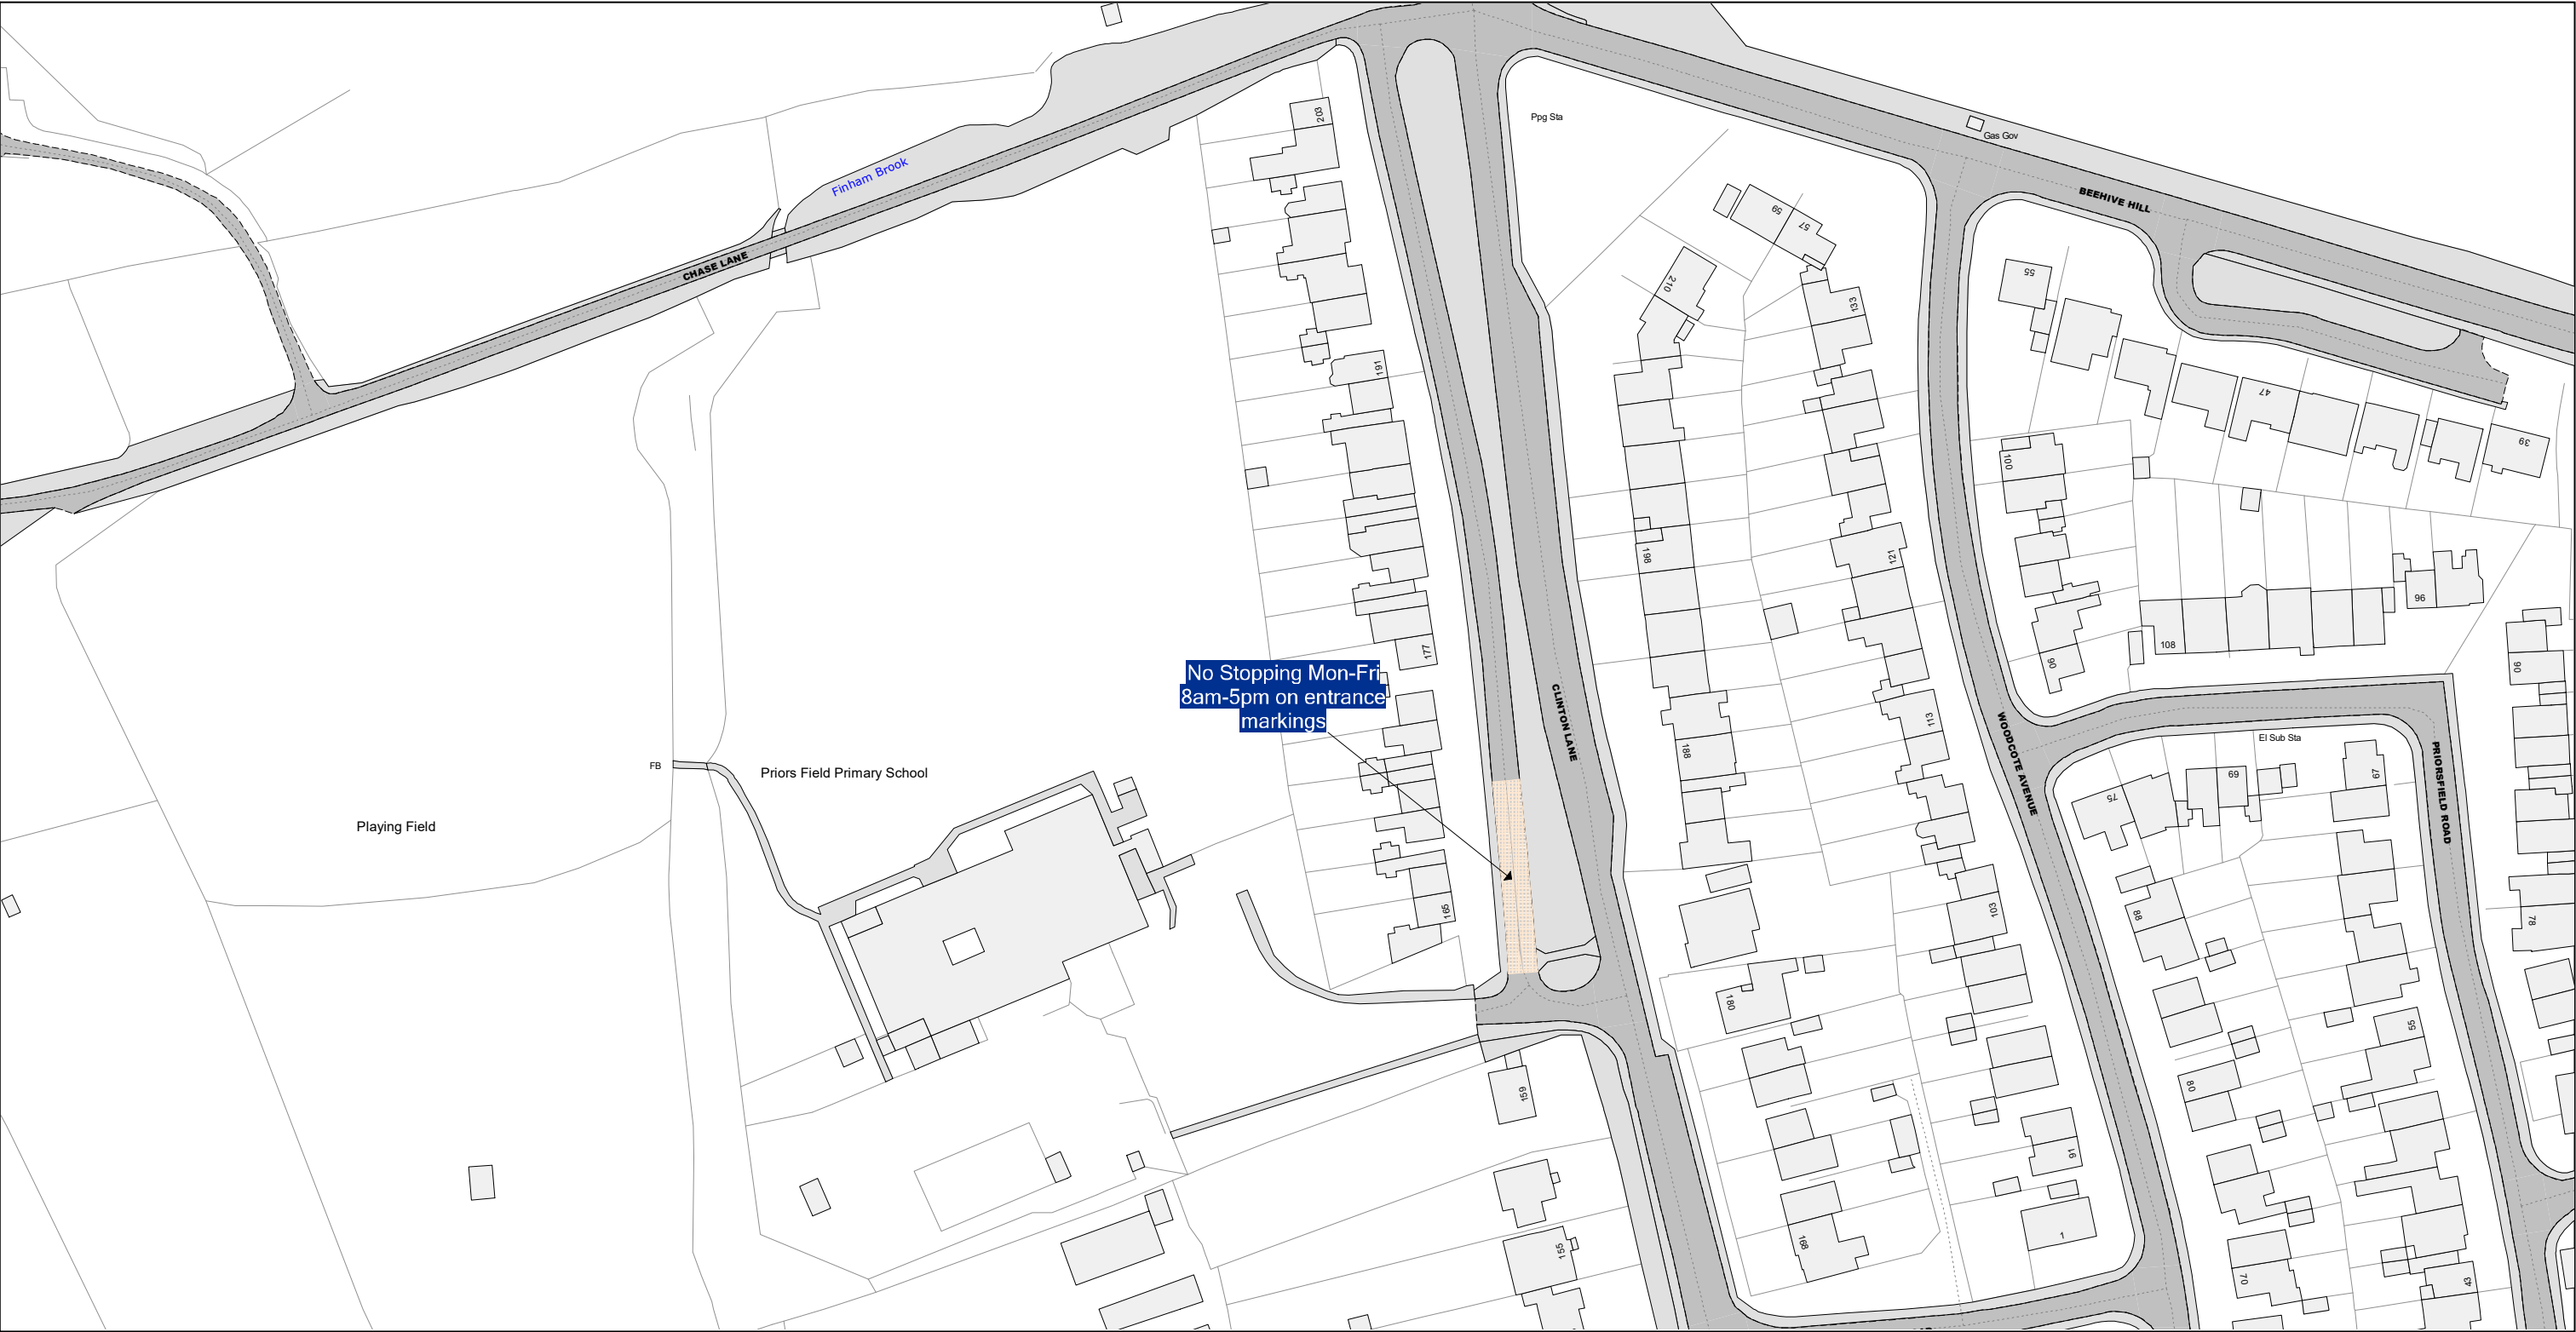 203
Ppg Sta
Gas Gov
Finham Brook
BEEHIVE HILL
59
57
CHASE LANE
55
210
133
191
47
39
100
198
121
96
108
177
90
90
No Stopping Mon-Fri
8am-5pm on entrance
markings
CLINTON LANE
113
WOODCOTE AVENUE
El Sub Sta
PRIORSFIELD ROAD
188
FB
Priors Field Primary School
69
67
75
Playing Field
165
103
88
78
180
55
159
80
91
155
168
1
70
43